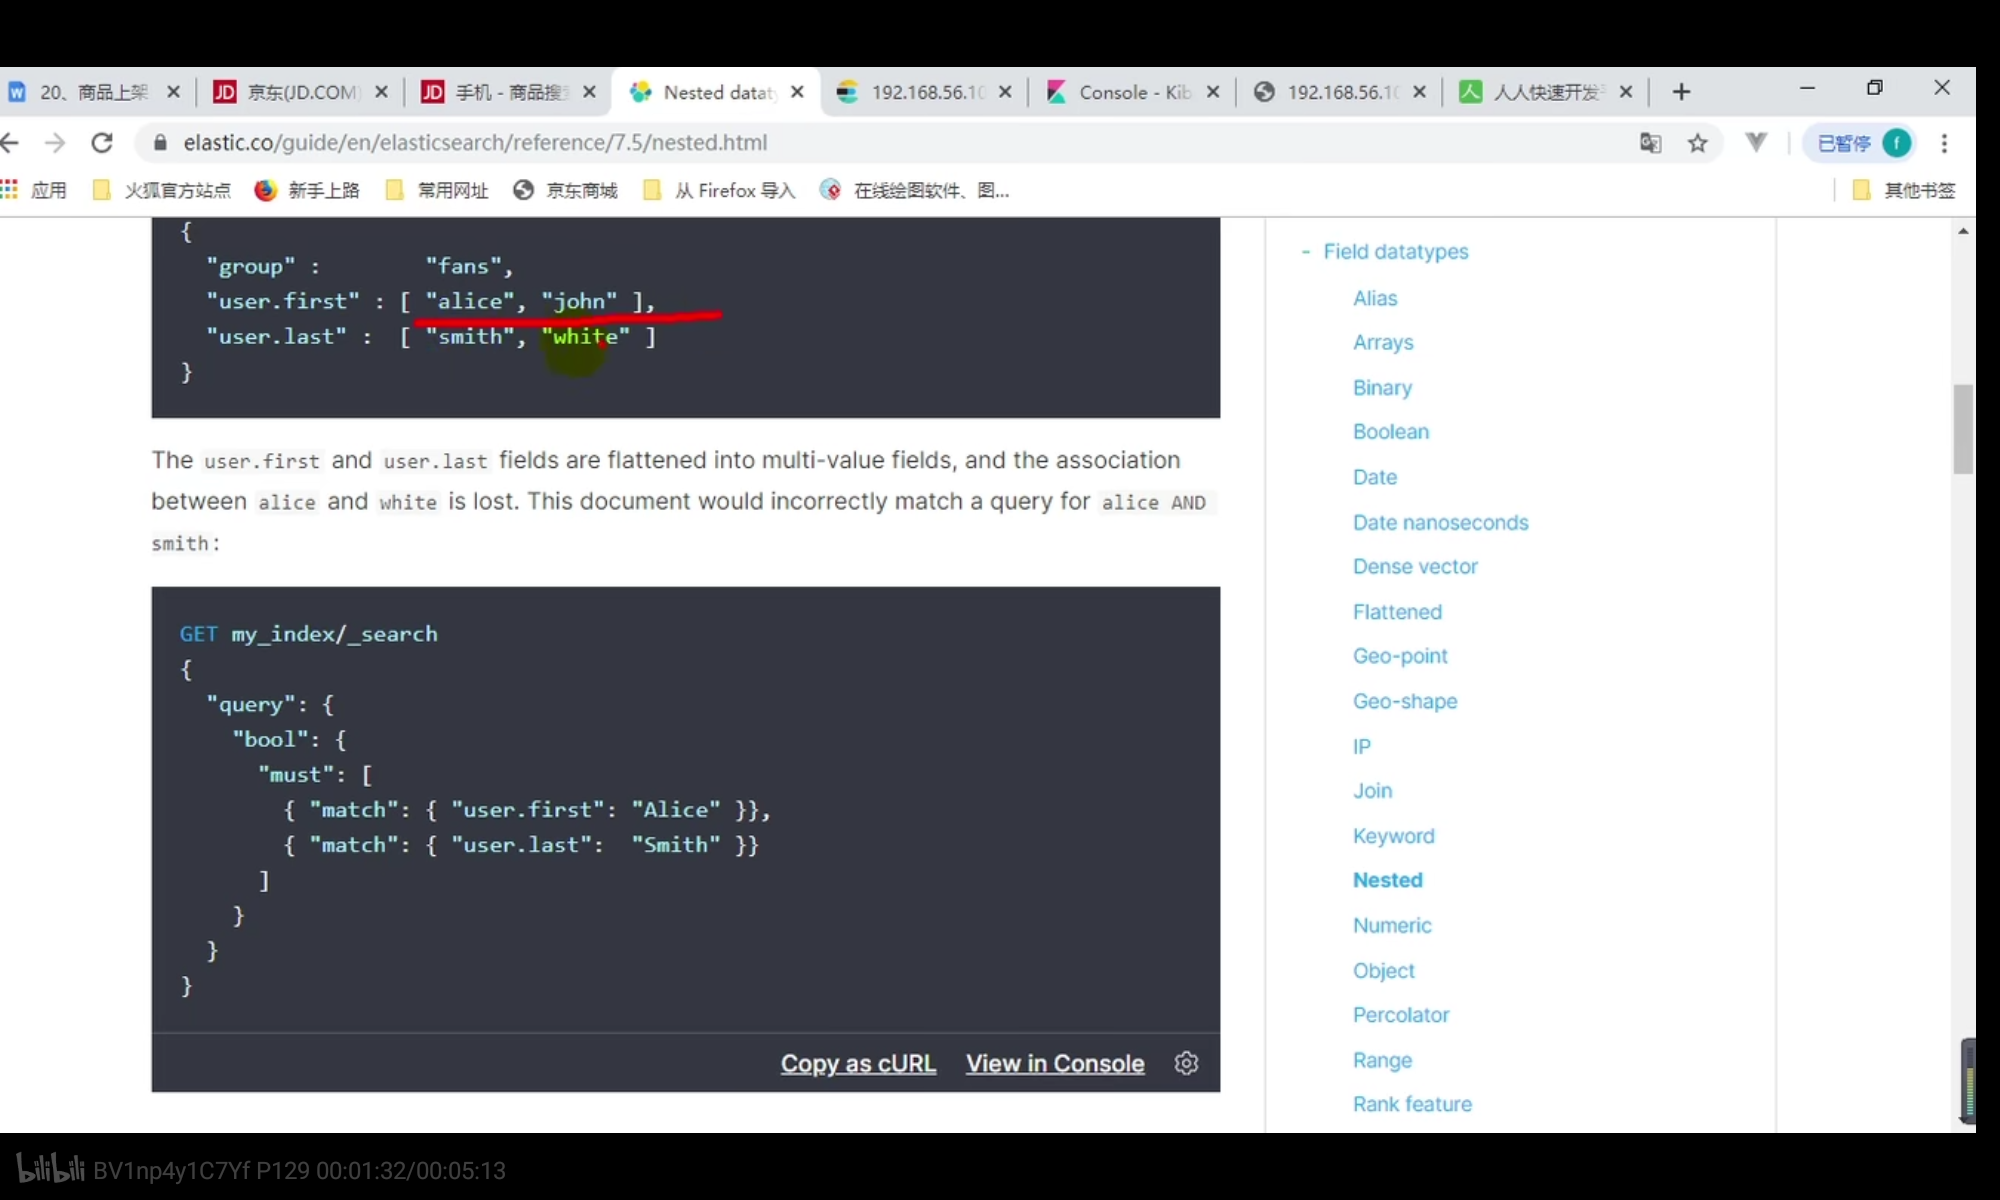 20、商品上架
京东(JD.COM)
手机 - 商品搜
Nested datat
192.168.56.10
Console - Kib
192.168.56.10
人人快速开发
elastic.co/guide/en/elasticsearch/reference/7.5/nested.html
已暂停 f
应用 火狐官方站点 新手上路 常用网址 京东商城 从 Firefox 导入 在线绘图软件、图... 其他书签
{
"group" : "fans",
"user.first" : [ "alice", "john" ],
"user.last" : [ "smith", "white" ]
}
The user.first and user.last fields are flattened into multi-value fields, and the association
between alice and white is lost. This document would incorrectly match a query for alice AND
smith:
GET my_index/_search
{
"query": {
"bool": {
"must": [
{ "match": { "user.first": "Alice" }},
{ "match": { "user.last": "Smith" }}
]
}
}
}
Copy as cURL View in Console
- Field datatypes
Alias
Arrays
Binary
Boolean
Date
Date nanoseconds
Dense vector
Flattened
Geo-point
Geo-shape
IP
Join
Keyword
Nested
Numeric
Object
Percolator
Range
Rank feature
bilibili BV1np4y1C7Yf P129 00:01:32/00:05:13